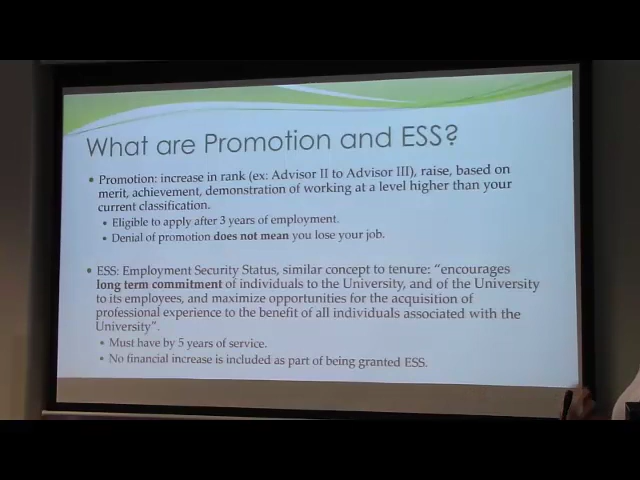 What are Promotion and ESS?
• Promotion: increase in rank (ex: Advisor II to Advisor III), raise, based on
merit, achievement, demonstration of working at a level higher than your
current classification.
• Eligible to apply after 3 years of employment.
• Denial of promotion does not mean you lose your job.
• ESS: Employment Security Status, similar concept to tenure: “encourages
long term commitment of individuals to the University, and of the University
to its employees, and maximize opportunities for the acquisition of
professional experience to the benefit of all individuals associated with the
University”.
• Must have by 5 years of service.
• No financial increase is included as part of being granted ESS.